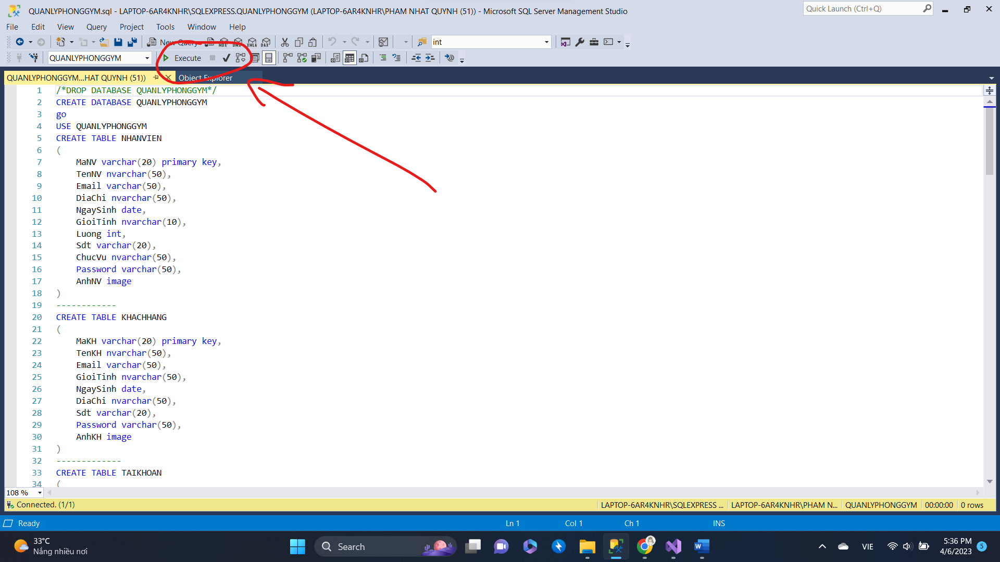 QUANLYPHONGGYM.sql - LAPTOP-6AR4KNHR\SQLEXPRESS.QUANLYPHONGGYM (LAPTOP-6AR4KNHR\PHAM NHAT QUYNH (51)) - Microsoft SQL Server Management Studio
Quick Launch (Ctrl+Q)
File Edit View Query Project Tools Window Help
New Query MDX DMX XMLA DAX int
QUANLYPHONGGYM Execute
QUANLYPHONGGYM...HAT QUYNH (51)) Object Explorer
1 /*DROP DATABASE QUANLYPHONGGYM*/
2 CREATE DATABASE QUANLYPHONGGYM
3 go
4 USE QUANLYPHONGGYM
5 CREATE TABLE NHANVIEN
6 (
7 MaNV varchar(20) primary key,
8 TenNV nvarchar(50),
9 Email varchar(50),
10 DiaChi nvarchar(50),
11 NgaySinh date,
12 GioiTinh nvarchar(10),
13 Luong int,
14 Sdt varchar(20),
15 ChucVu nvarchar(50),
16 Password varchar(50),
17 AnhNV image
18 )
19 ------------
20 CREATE TABLE KHACHHANG
21 (
22 MaKH varchar(20) primary key,
23 TenKH nvarchar(50),
24 Email varchar(50),
25 GioiTinh nvarchar(50),
26 NgaySinh date,
27 DiaChi nvarchar(50),
28 Sdt varchar(20),
29 Password varchar(50),
30 AnhKH image
31 )
32 -------------
33 CREATE TABLE TAIKHOAN
34 (
108 %
Connected. (1/1) LAPTOP-6AR4KNHR\SQLEXPRESS ... LAPTOP-6AR4KNHR\PHAM N... QUANLYPHONGGYM 00:00:00 0 rows
Ready Ln 1 Col 1 Ch 1 INS
33°C
Nắng nhiều nơi
Search
VIE
5:36 PM
4/6/2023
5